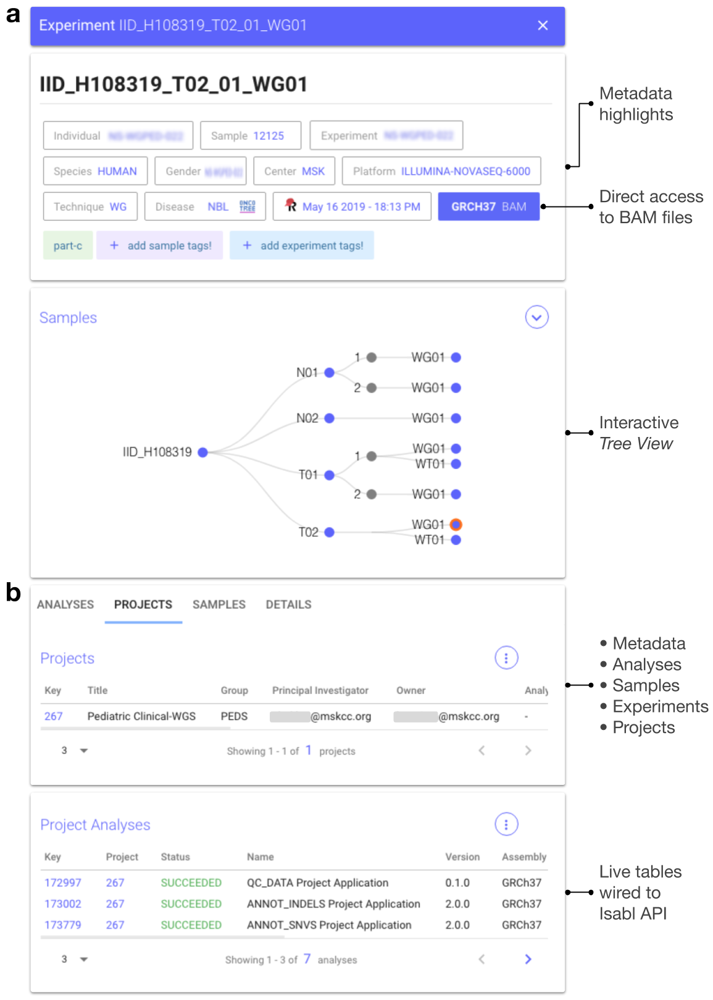 a
Experiment IID_H108319_T02_01_WG01
IID_H108319_T02_01_WG01
Individual
Sample 12125
Experiment
Species HUMAN
Gender
Center MSK
Platform ILLUMINA-NOVASEQ-6000
Technique WG
Disease NBL ONCO TREE
R May 16 2019 - 18:13 PM
GRCH37 BAM
part-c
+ add sample tags!
+ add experiment tags!
Metadata
highlights
Direct access
to BAM files
Samples
IID_H108319
N01
1
WG01
2
WG01
N02
WG01
T01
1
WG01
WT01
2
WG01
T02
WG01
WT01
Interactive
Tree View
b
ANALYSES PROJECTS SAMPLES DETAILS
Projects
Key Title Group Principal Investigator Owner Analy
267 Pediatric Clinical-WGS PEDS @mskcc.org @mskcc.org -
3 Showing 1 - 1 of 1 projects
• Metadata
• Analyses
• Samples
• Experiments
• Projects
Project Analyses
Key Project Status Name Version Assembly
172997 267 SUCCEEDED QC_DATA Project Application 0.1.0 GRCh37
173002 267 SUCCEEDED ANNOT_INDELS Project Application 2.0.0 GRCh37
173779 267 SUCCEEDED ANNOT_SNVS Project Application 2.0.0 GRCh37
3 Showing 1 - 3 of 7 analyses
Live tables
wired to
Isabl API